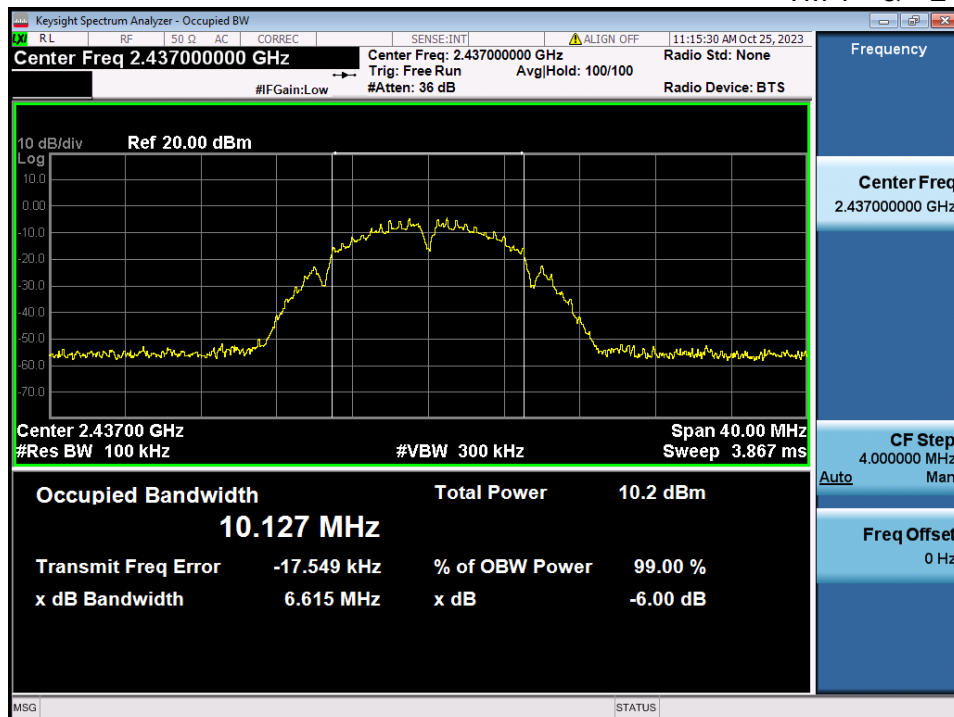 Keysight Spectrum Analyzer - Occupied BW
LXI RL RF 50 Ω AC CORREC SENSE:INT ALIGN OFF 11:15:30 AM Oct 25, 2023
Center Freq 2.437000000 GHz
Center Freq: 2.437000000 GHz Radio Std: None
Trig: Free Run Avg|Hold: 100/100
#IFGain:Low #Atten: 36 dB Radio Device: BTS
10 dB/div Ref 20.00 dBm
Log
10.0
0.00
-10.0
-20.0
-30.0
-40.0
-50.0
-60.0
-70.0
Center 2.43700 GHz Span 40.00 MHz
#Res BW 100 kHz #VBW 300 kHz Sweep 3.867 ms
Occupied Bandwidth Total Power 10.2 dBm
10.127 MHz
Transmit Freq Error -17.549 kHz % of OBW Power 99.00 %
x dB Bandwidth 6.615 MHz x dB -6.00 dB
MSG STATUS
Frequency
Center Freq
2.437000000 GHz
CF Step
4.000000 MHz
Auto Man
Freq Offset
0 Hz